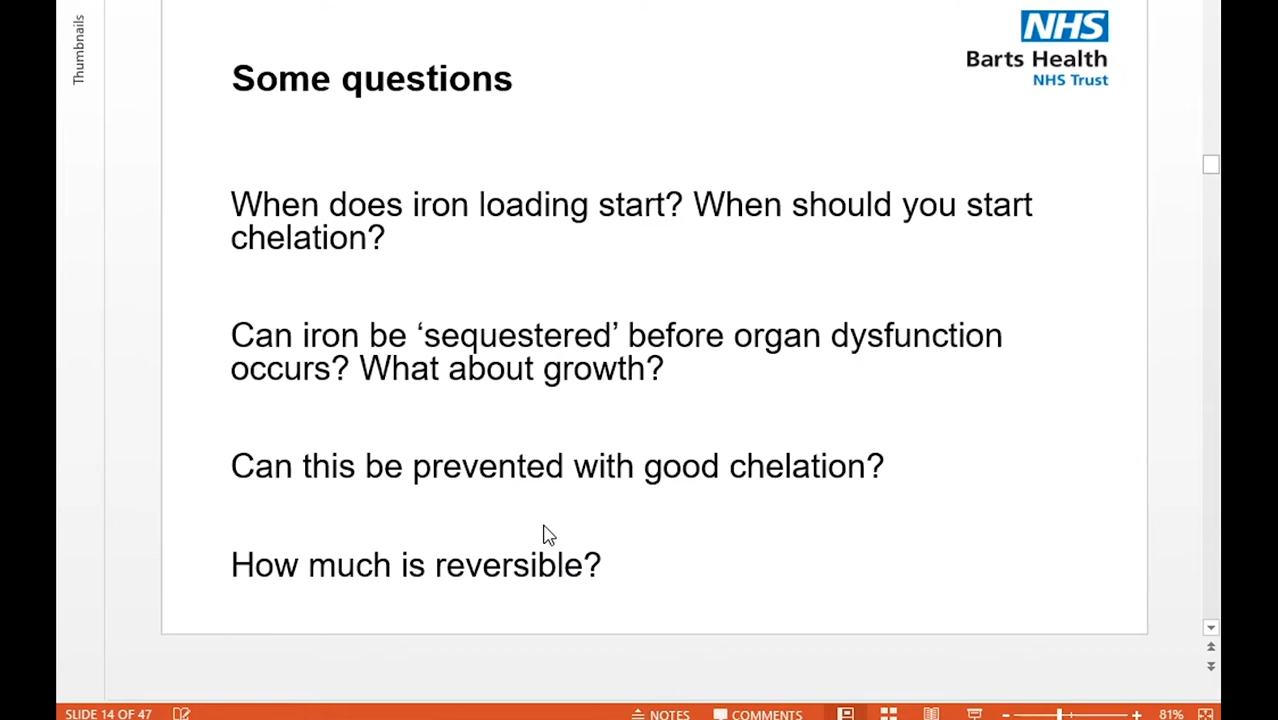 Thumbnails
NHS
Barts Health
NHS Trust
Some questions
When does iron loading start? When should you start
chelation?
Can iron be ‘sequestered’ before organ dysfunction
occurs? What about growth?
Can this be prevented with good chelation?
How much is reversible?
SLIDE 14 OF 47
NOTES
COMMENTS
81%